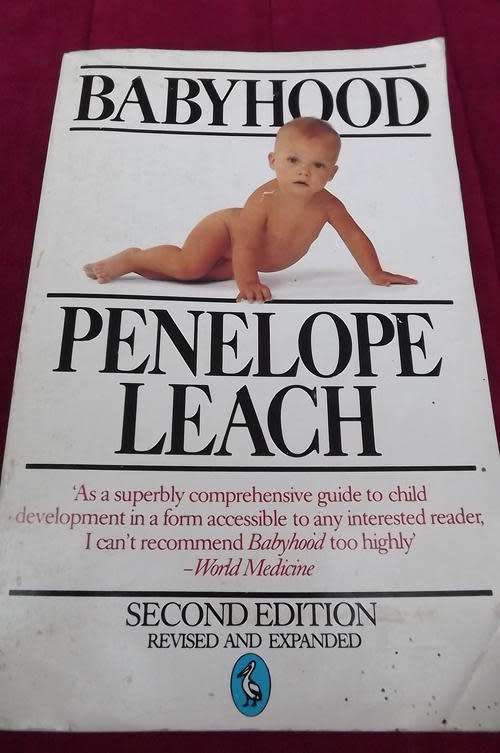 BABYHOOD
PENELOPE
LEACH
‘As a superbly comprehensive guide to child
development in a form accessible to any interested reader,
I can’t recommend Babyhood too highly’
–World Medicine
SECOND EDITION
REVISED AND EXPANDED